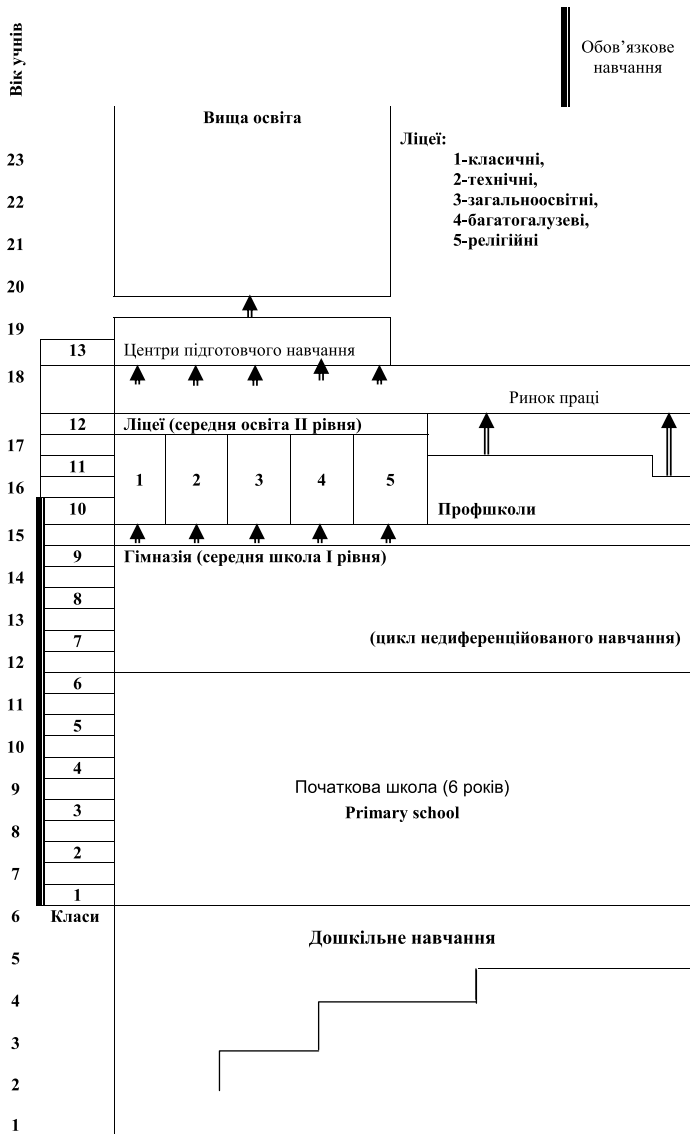 Вік учнів
Обов’язкове
навчання
Вища освіта
Ліцеї:
1-класичні,
2-технічні,
3-загальноосвітні,
4-багатогалузеві,
5-релігійні
23
22
21
20
19
13 Центри підготовчого навчання
18
Ринок праці
12 Ліцеї (середня освіта II рівня)
17
11
1 2 3 4 5
16
10 Профшколи
15
9 Гімназія (середня школа I рівня)
14
8
13
7 (цикл недиференційованого навчання)
12
6
11
5
10
4
9 Початкова школа (6 років)
3 Primary school
8
2
7
1
6 Класи
Дошкільне навчання
5
4
3
2
1